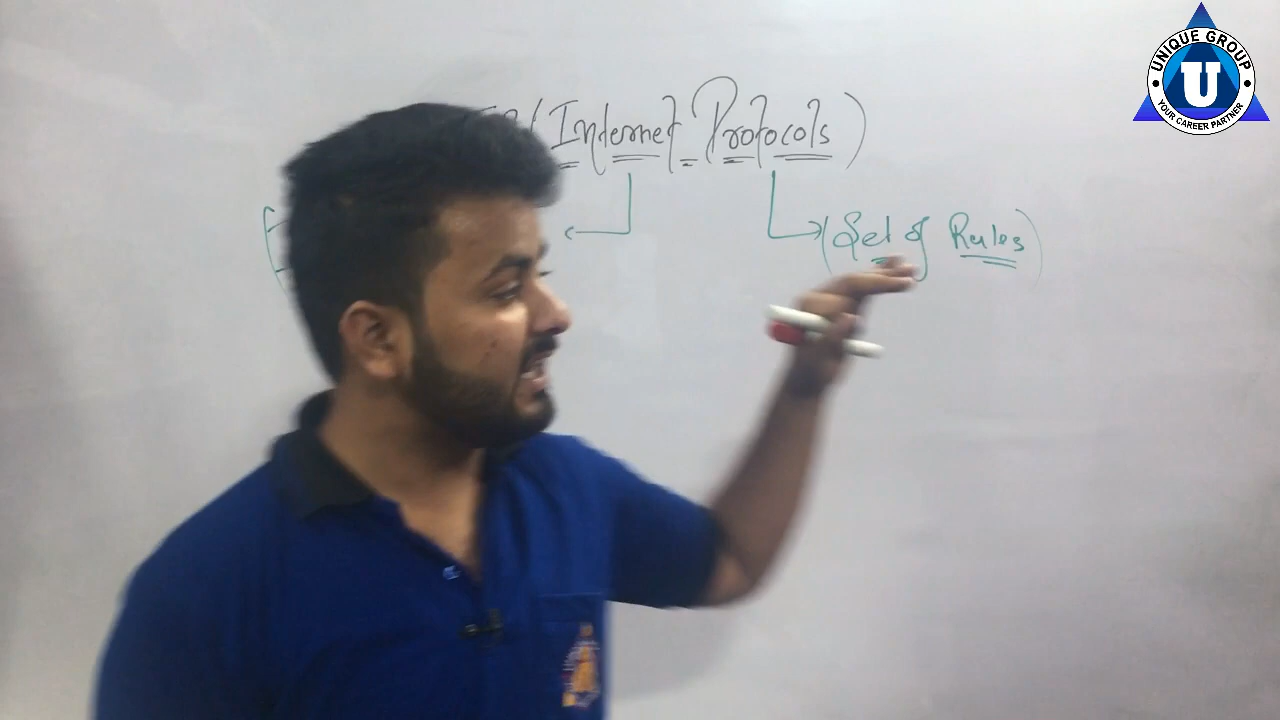 (Internet Protocols)
(Set of Rules)
UNIQUE GROUP
U
YOUR CAREER PARTNER